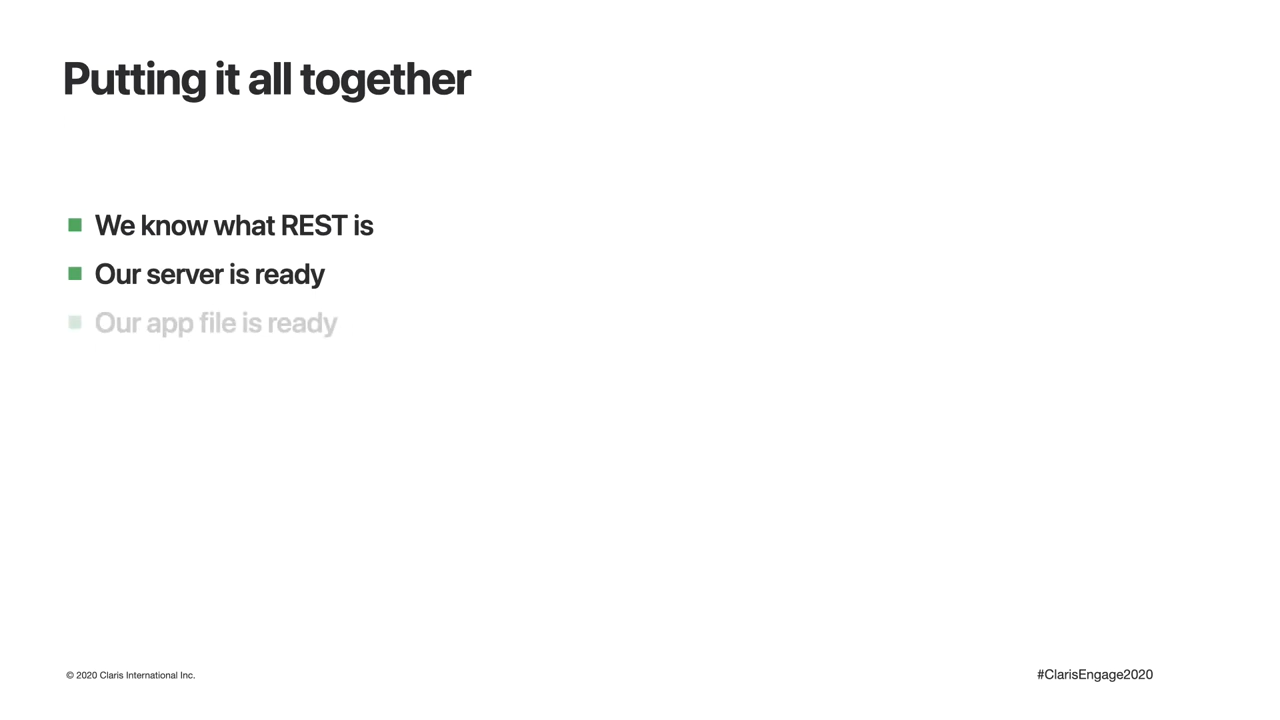 Putting it all together
We know what REST is
Our server is ready
Our app file is ready
© 2020 Claris International Inc.
#ClarisEngage2020